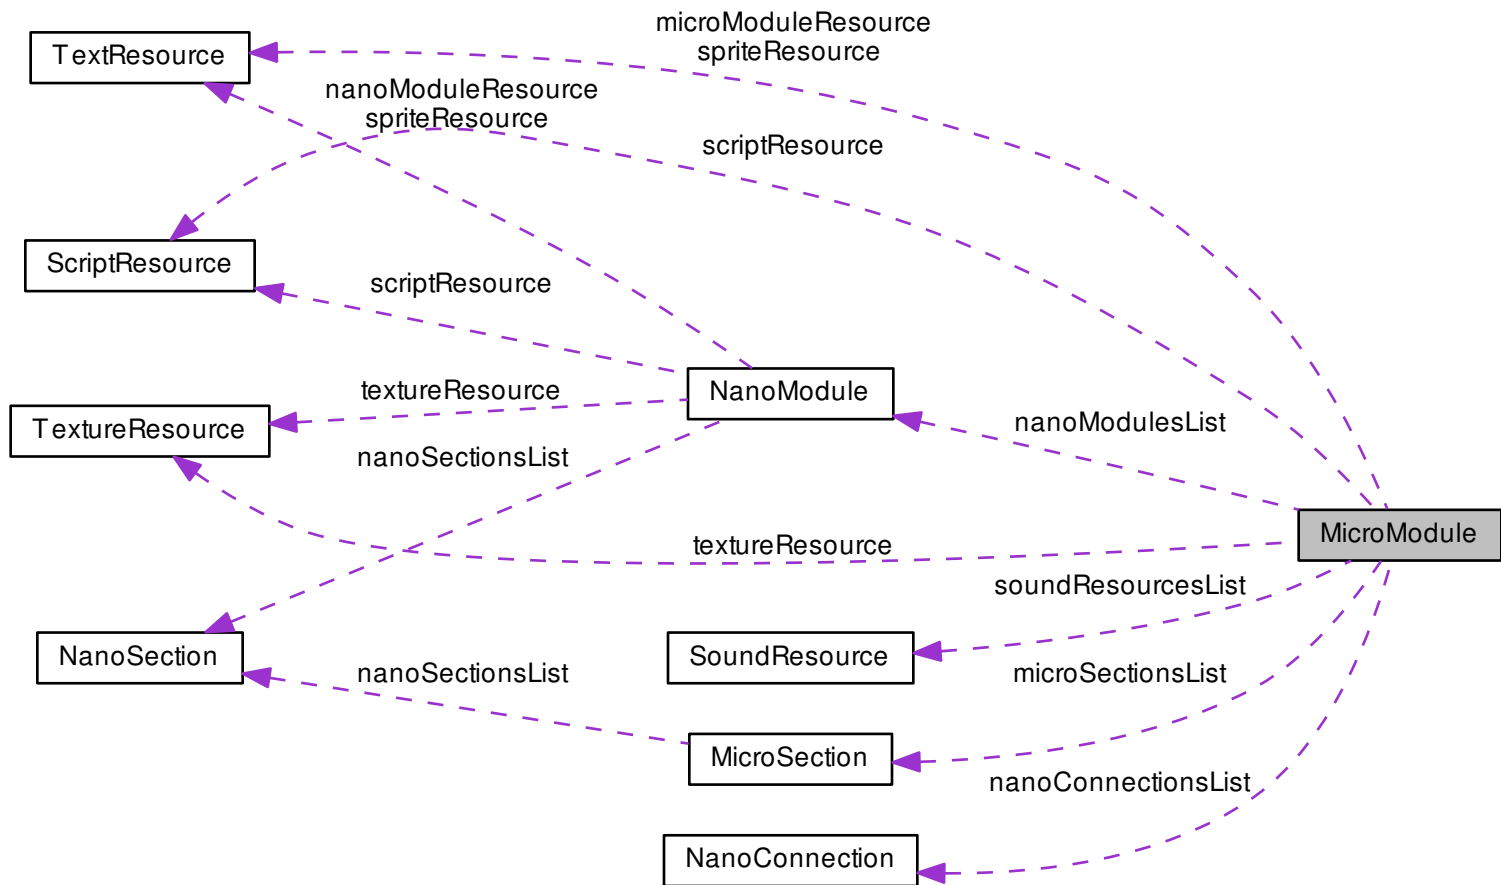 microModuleResource
spriteResource
TextResource
nanoModuleResource
spriteResource
scriptResource
ScriptResource
scriptResource
textureResource
NanoModule
nanoModulesList
TextureResource
nanoSectionsList
MicroModule
textureResource
soundResourcesList
NanoSection
SoundResource
nanoSectionsList
microSectionsList
MicroSection
nanoConnectionsList
NanoConnection